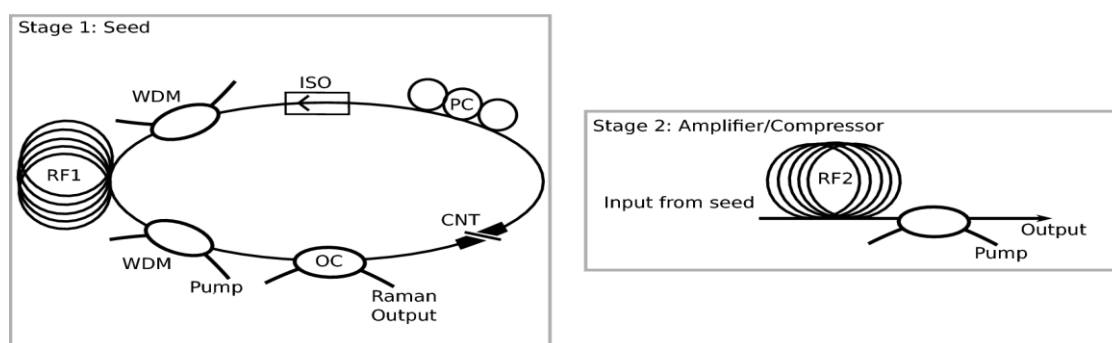 Stage 1: Seed
ISO
WDM
PC
RF1
CNT
WDM
OC
Pump
Raman
Output
Stage 2: Amplifier/Compressor
RF2
Input from seed
Output
Pump